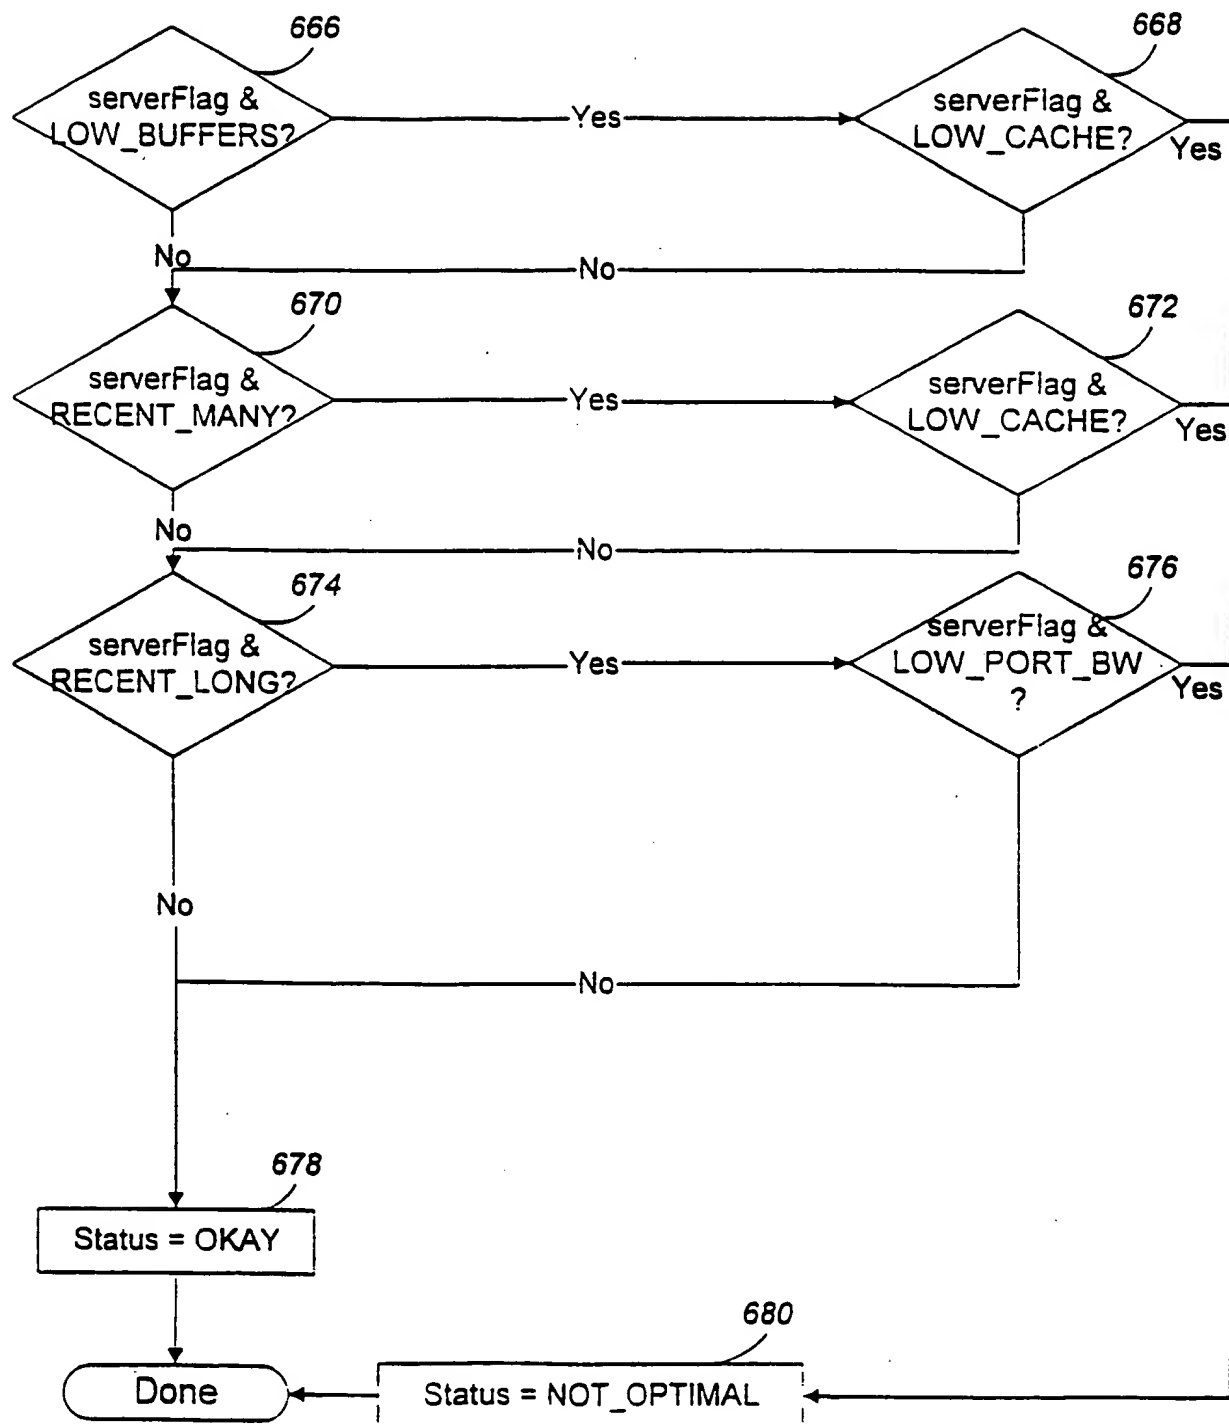 666
serverFlag &
LOW_BUFFERS?
Yes
668
serverFlag &
LOW_CACHE?
Yes
No
No
670
serverFlag &
RECENT_MANY?
Yes
672
serverFlag &
LOW_CACHE?
Yes
No
No
674
serverFlag &
RECENT_LONG?
Yes
676
serverFlag &
LOW_PORT_BW
?
Yes
No
No
678
Status = OKAY
680
Done
Status = NOT_OPTIMAL